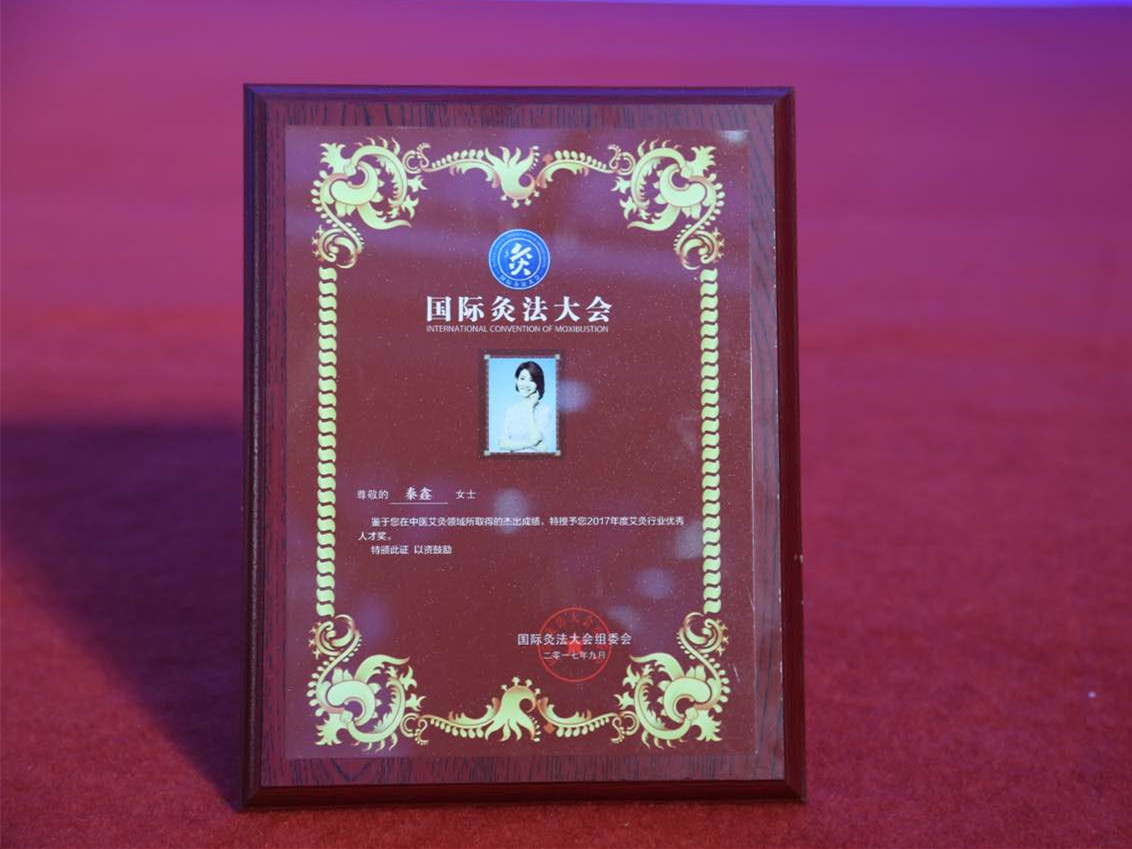 灸
国际灸法大会
INTERNATIONAL CONVENTION OF MOXIBUSTION
尊敬的 泰鑫 女士
鉴于您在中医艾灸领域所取得的杰出成绩，特授予您2017年度艾灸行业优秀
人才奖。
特颁此证 以资鼓励
国际灸法大会组委会
二零一七年九月